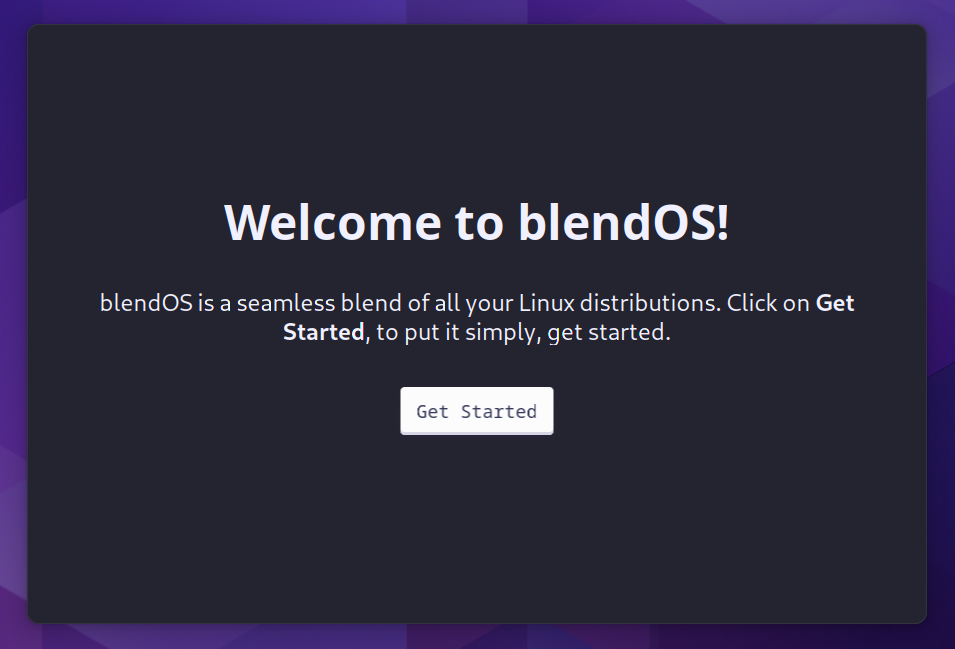 Welcome to blendOS!
blendOS is a seamless blend of all your Linux distributions. Click on Get
Started, to put it simply, get started.
Get Started